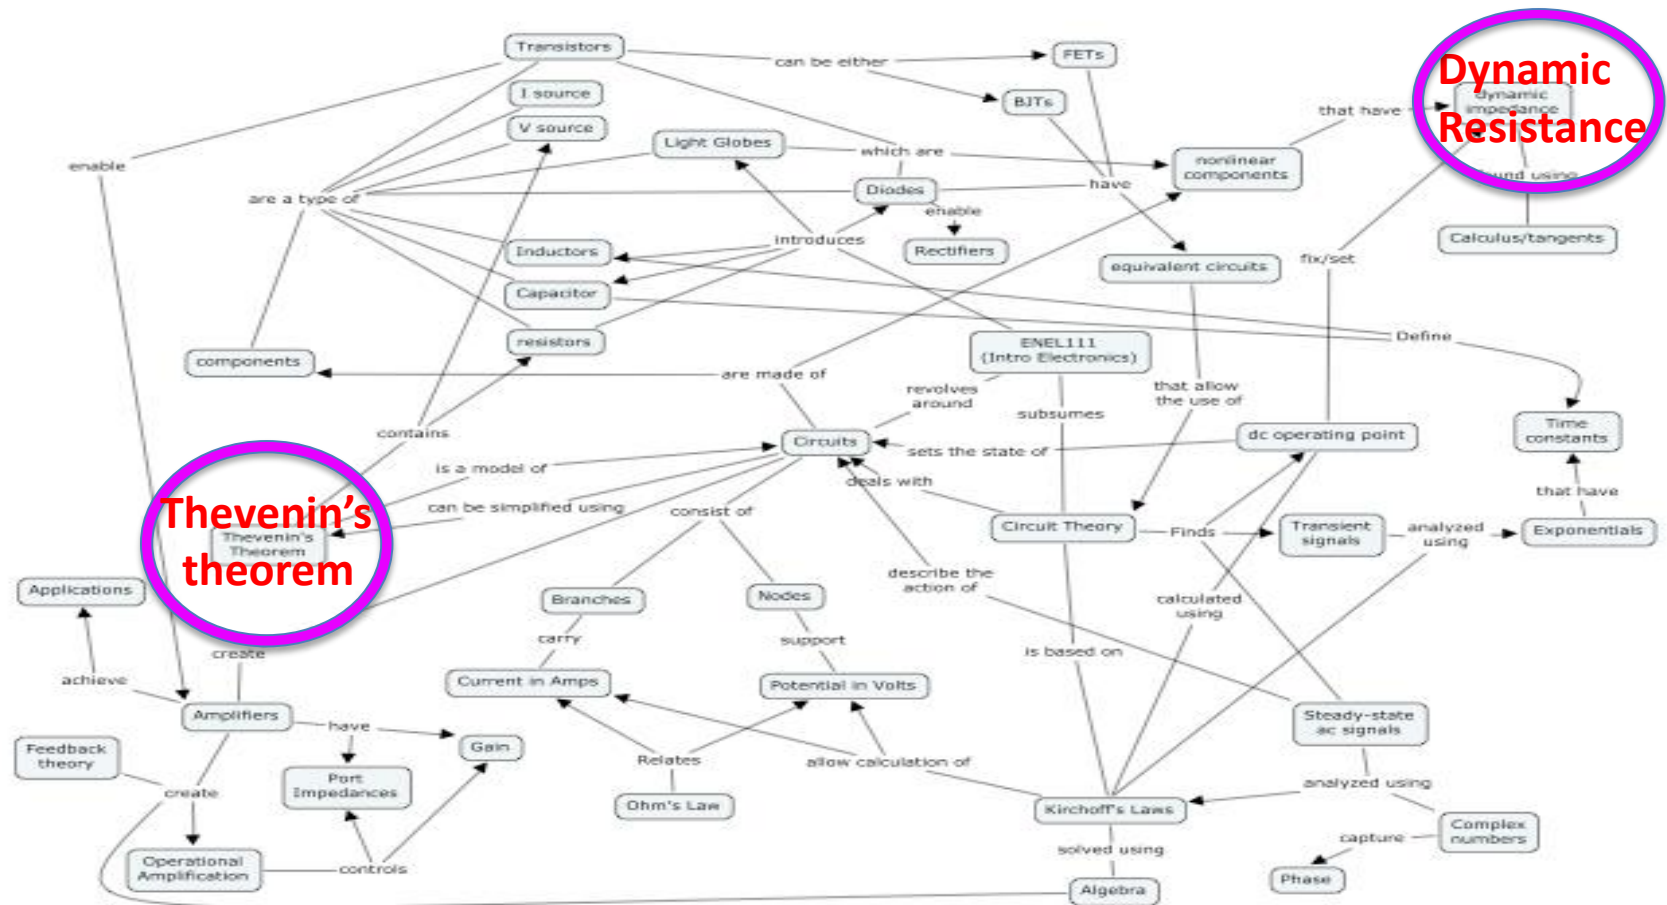 Transistors
can be either
FETs
Dynamic
Resistance
dynamic
impedance
I source
BJTs
that have
V source
Light Globes
which are
nonlinear
components
enable
found using
are a type of
Diodes
have
enable
Calculus/tangents
introduces
Inductors
Rectifiers
equivalent circuits
fix/set
Capacitor
Define
resistors
ENEL111
(Intro Electronics)
components
are made of
revolves
around
that allow
the use of
subsumes
Time
constants
contains
Circuits
dc operating point
sets the state of
is a model of
deals with
that have
can be simplified using
consist of
Thevenin's
theorem
Thevenin's
Theorem
Circuit Theory
Finds
Transient
signals
analyzed
using
Exponentials
describe the
action of
Applications
Branches
Nodes
calculated
using
carry
support
is based on
create
achieve
Current in Amps
Potential in Volts
Amplifiers
Steady-state
ac signals
have
Feedback
theory
Gain
Relates
allow calculation of
Port
Impedances
analyzed using
create
Ohm's Law
Kirchoff's Laws
Complex
numbers
capture
solved using
Operational
Amplification
controls
Phase
Algebra